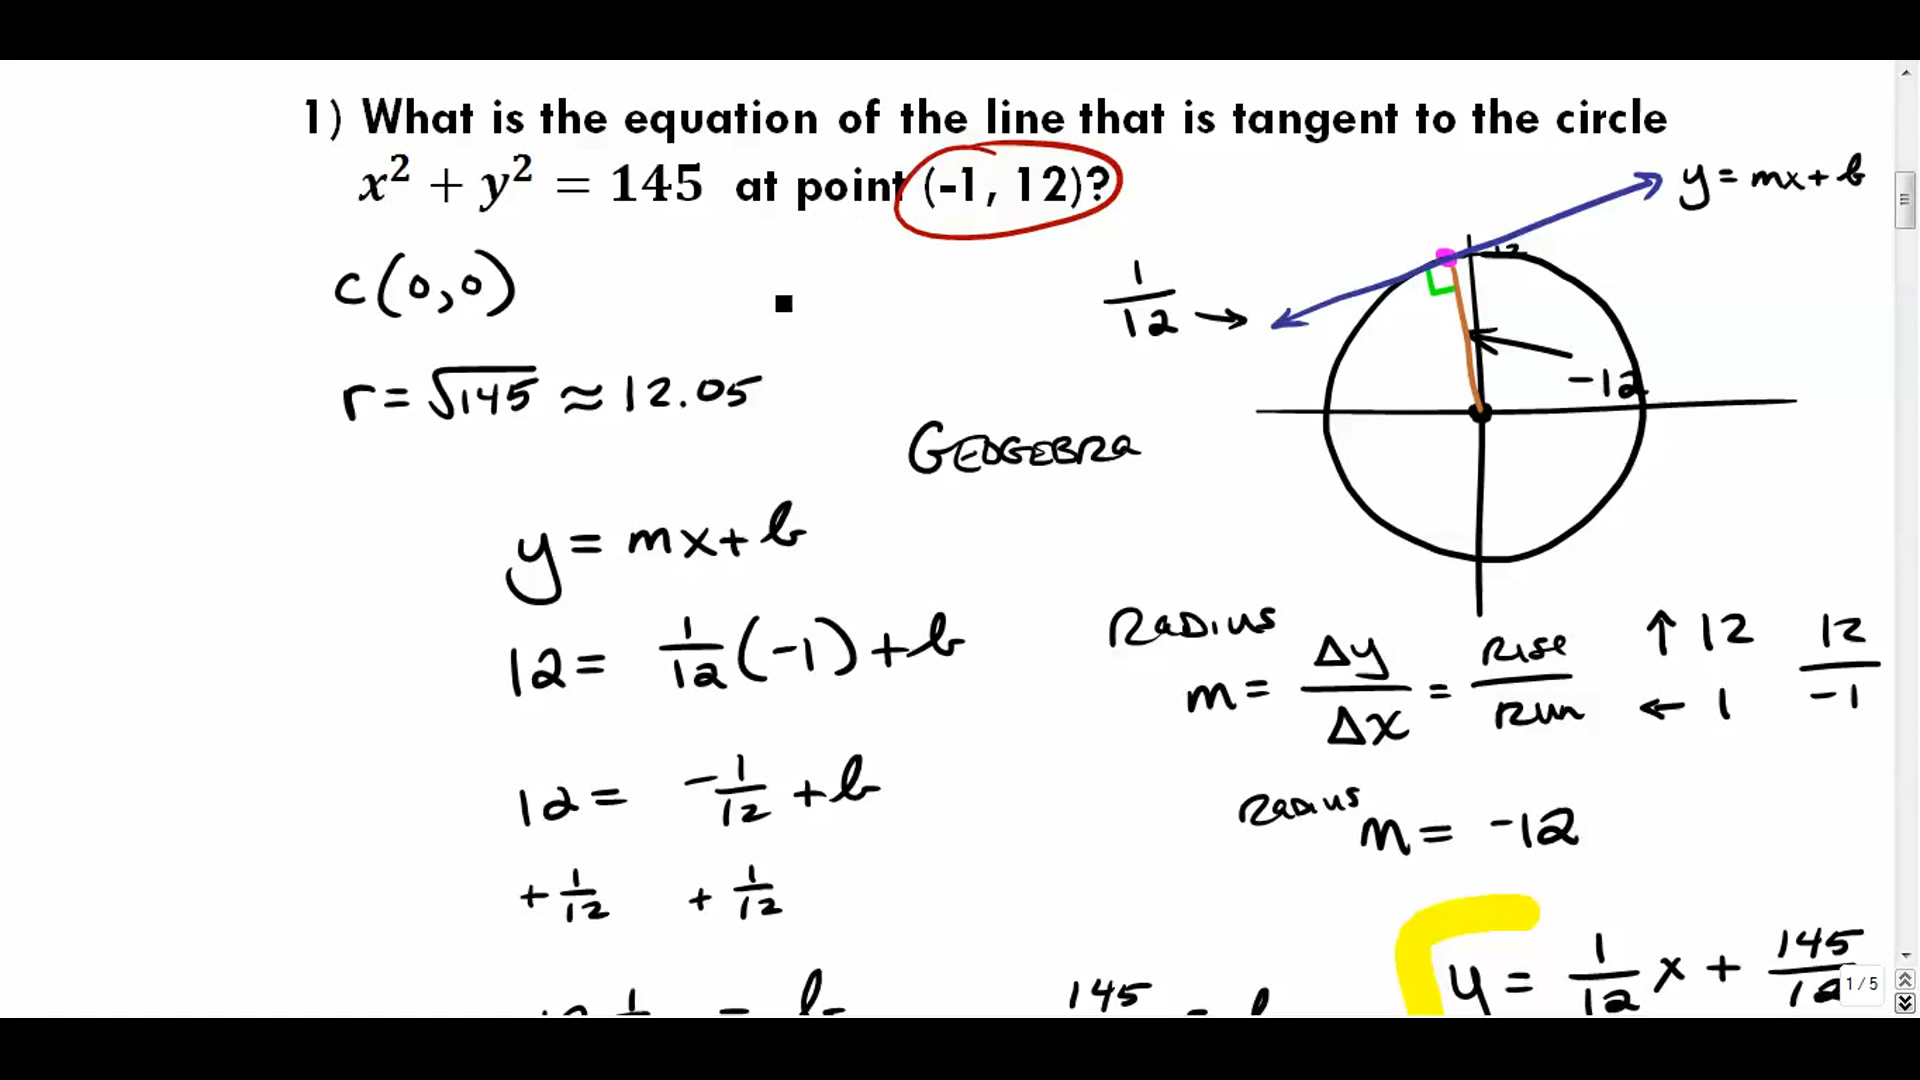 1) What is the equation of the line that is tangent to the circle
x² + y² = 145 at point (-1, 12)?
y = mx + b
c(0,0)
1/12 →
12
-12
r = √145 ≈ 12.05
GEOGEBRA
y = mx + b
12 = 1/12 (-1) + b
RADIUS
m = Δy/Δx = RISE/RUN ↑ 12 ← 1 12/-1
12 = -1/12 + b
RADIUS m = -12
+ 1/12 + 1/12
y = 1/12 x + 145/12
= b
145
1/5